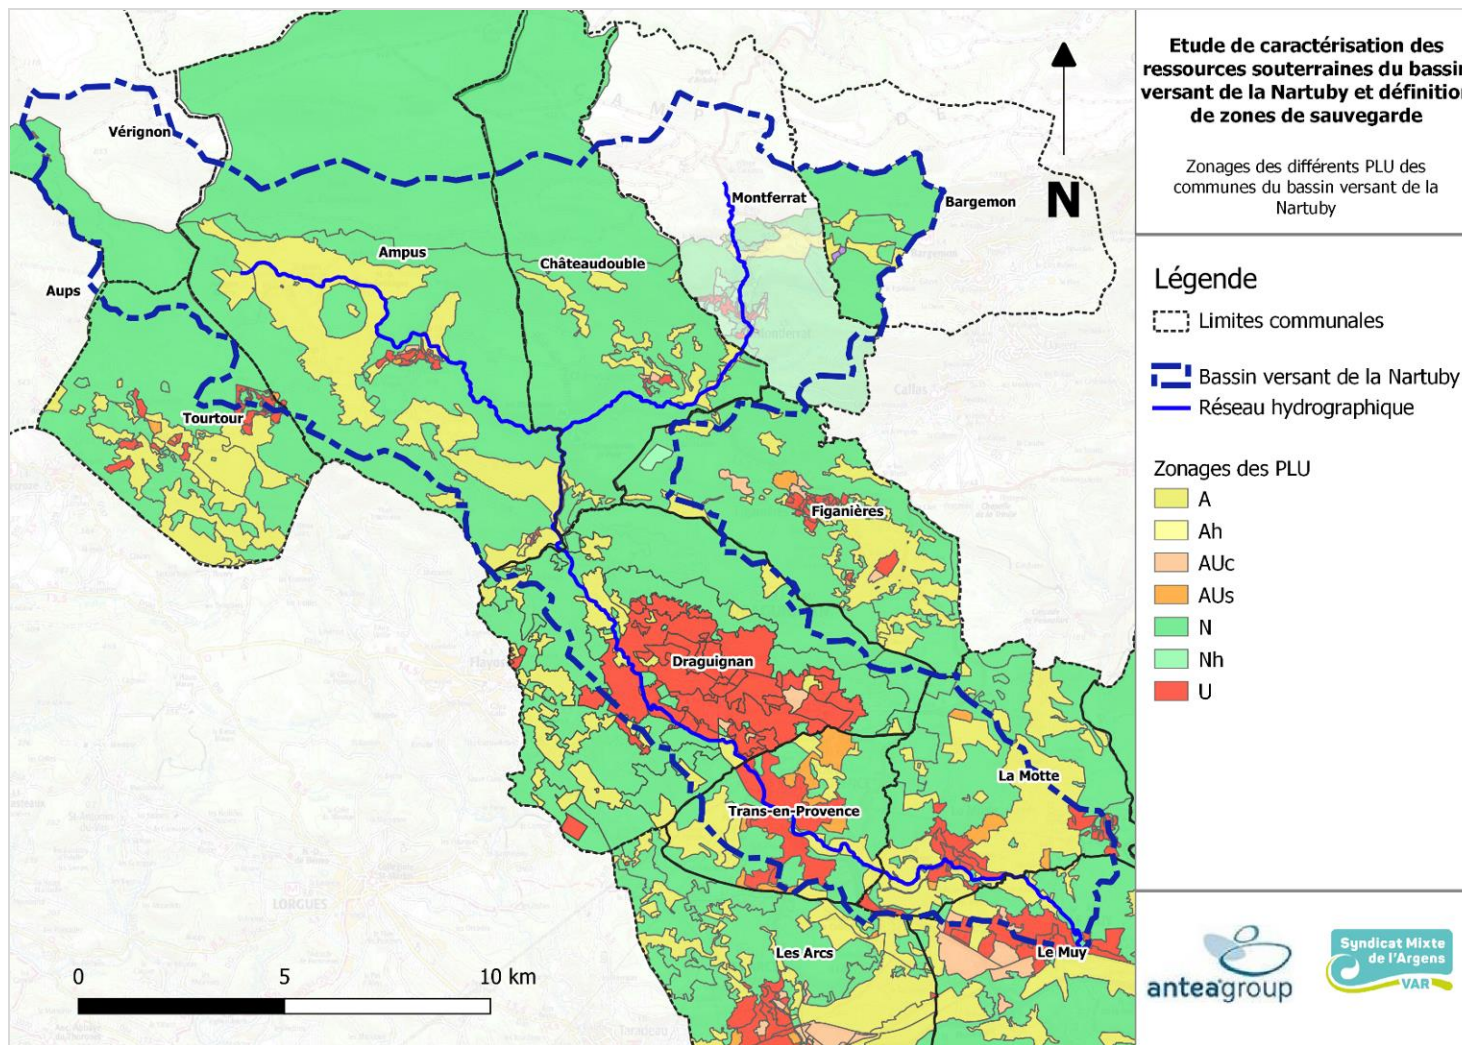 Etude de caractérisation des
ressources souterraines du bassin
versant de la Nartuby et définition
de zones de sauvegarde
Zonages des différents PLU des
communes du bassin versant de la
Nartuby
Légende
Limites communales
Bassin versant de la Nartuby
Réseau hydrographique
Zonages des PLU
A
Ah
AUc
AUs
N
Nh
U
anteagroup
Syndicat Mixte
de l'Argens
VAR
N
Vérignon
Montferrat
Bargemon
Ampus
Châteaudouble
Aups
Tourtour
Figanières
Draguignan
La Motte
Trans-en-Provence
Les Arcs
Le Muy
LORGUES
0
5
10 km